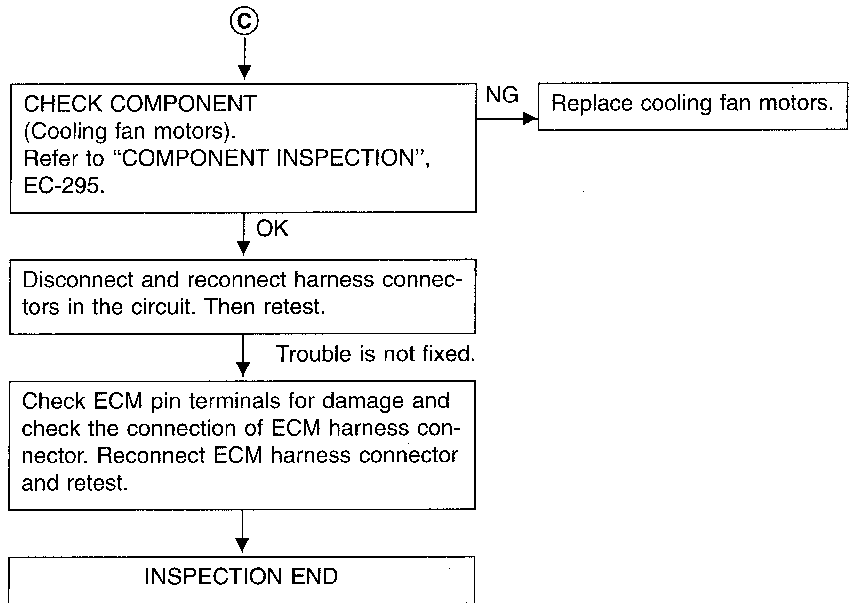 C
CHECK COMPONENT
(Cooling fan motors).
Refer to “COMPONENT INSPECTION”,
EC-295.
NG
Replace cooling fan motors.
OK
Disconnect and reconnect harness connec-
tors in the circuit. Then retest.
Trouble is not fixed.
Check ECM pin terminals for damage and
check the connection of ECM harness con-
nector. Reconnect ECM harness connector
and retest.
INSPECTION END